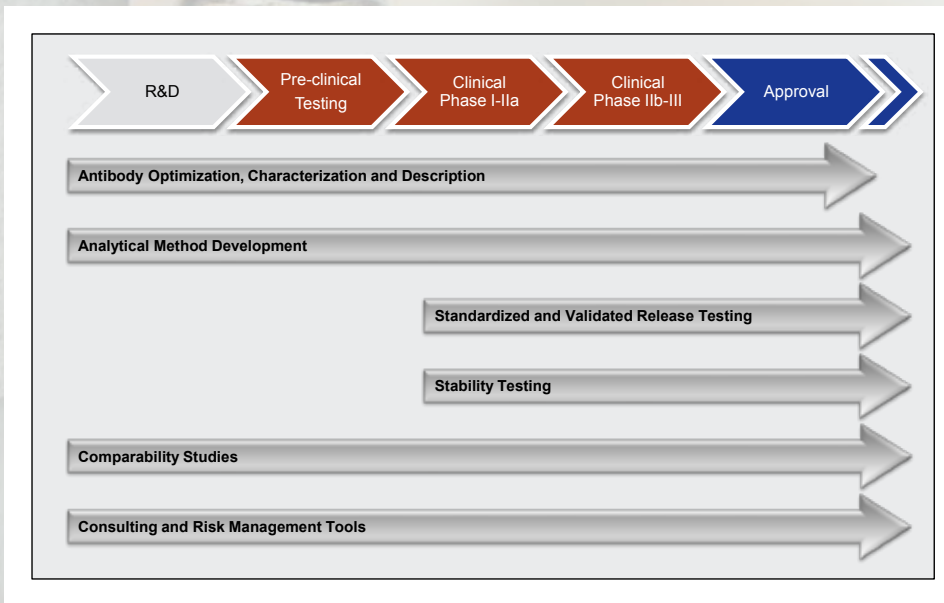 R&D
Pre-clinical
Testing
Clinical
Phase I-IIa
Clinical
Phase IIb-III
Approval
Antibody Optimization, Characterization and Description
Analytical Method Development
Standardized and Validated Release Testing
Stability Testing
Comparability Studies
Consulting and Risk Management Tools